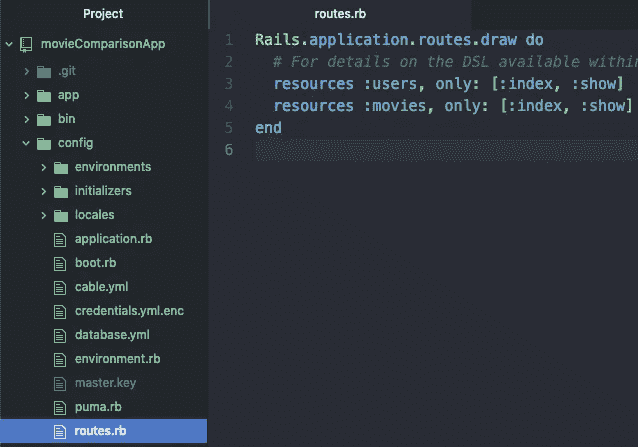 Project
movieComparisonApp
.git
app
bin
config
environments
initializers
locales
application.rb
boot.rb
cable.yml
credentials.yml.enc
database.yml
environment.rb
master.key
puma.rb
routes.rb
routes.rb
1 Rails.application.routes.draw do
2 # For details on the DSL available within
3 resources :users, only: [:index, :show]
4 resources :movies, only: [:index, :show]
5 end
6